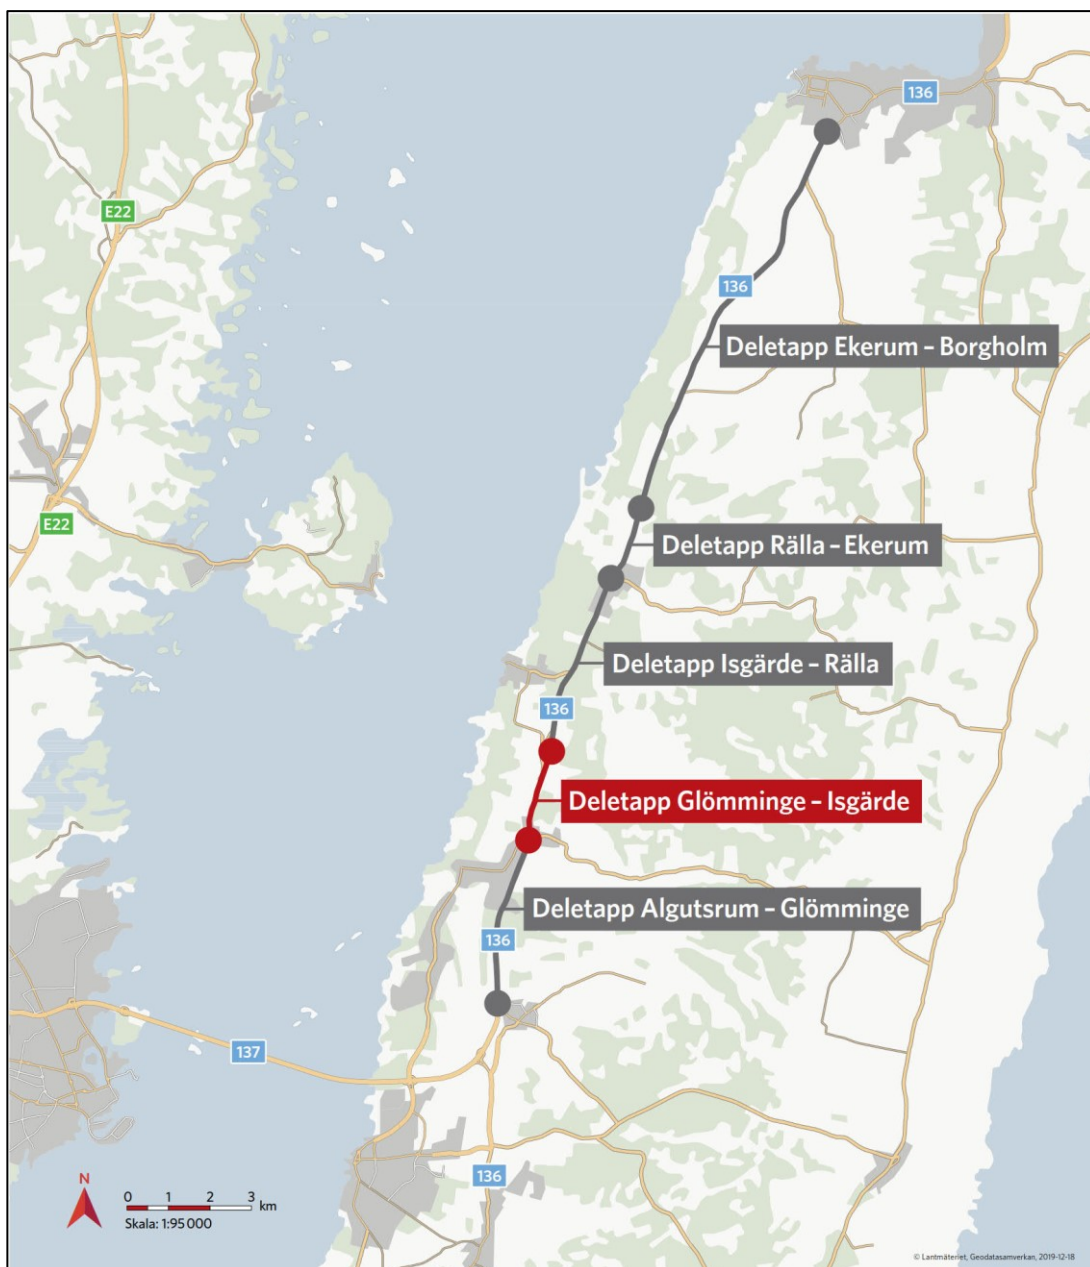 136
E22
136
Deletapp Ekerum – Borgholm
E22
Deletapp Rälla – Ekerum
Deletapp Isgärde – Rälla
136
Deletapp Glömminge – Isgärde
Deletapp Algutsrum – Glömminge
136
137
136
N
0 1 2 3 km
Skala: 1:95 000
© Lantmäteriet, Geodatasamverkan, 2019-12-18